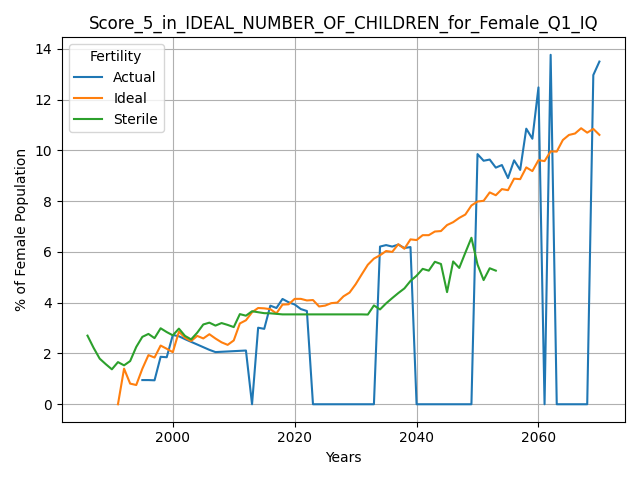 Score_5_in_IDEAL_NUMBER_OF_CHILDREN_for_Female_Q1_IQ
Fertility
Actual
Ideal
Sterile
% of Female Population
14
12
10
8
6
4
2
0
2000 2020 2040 2060
Years